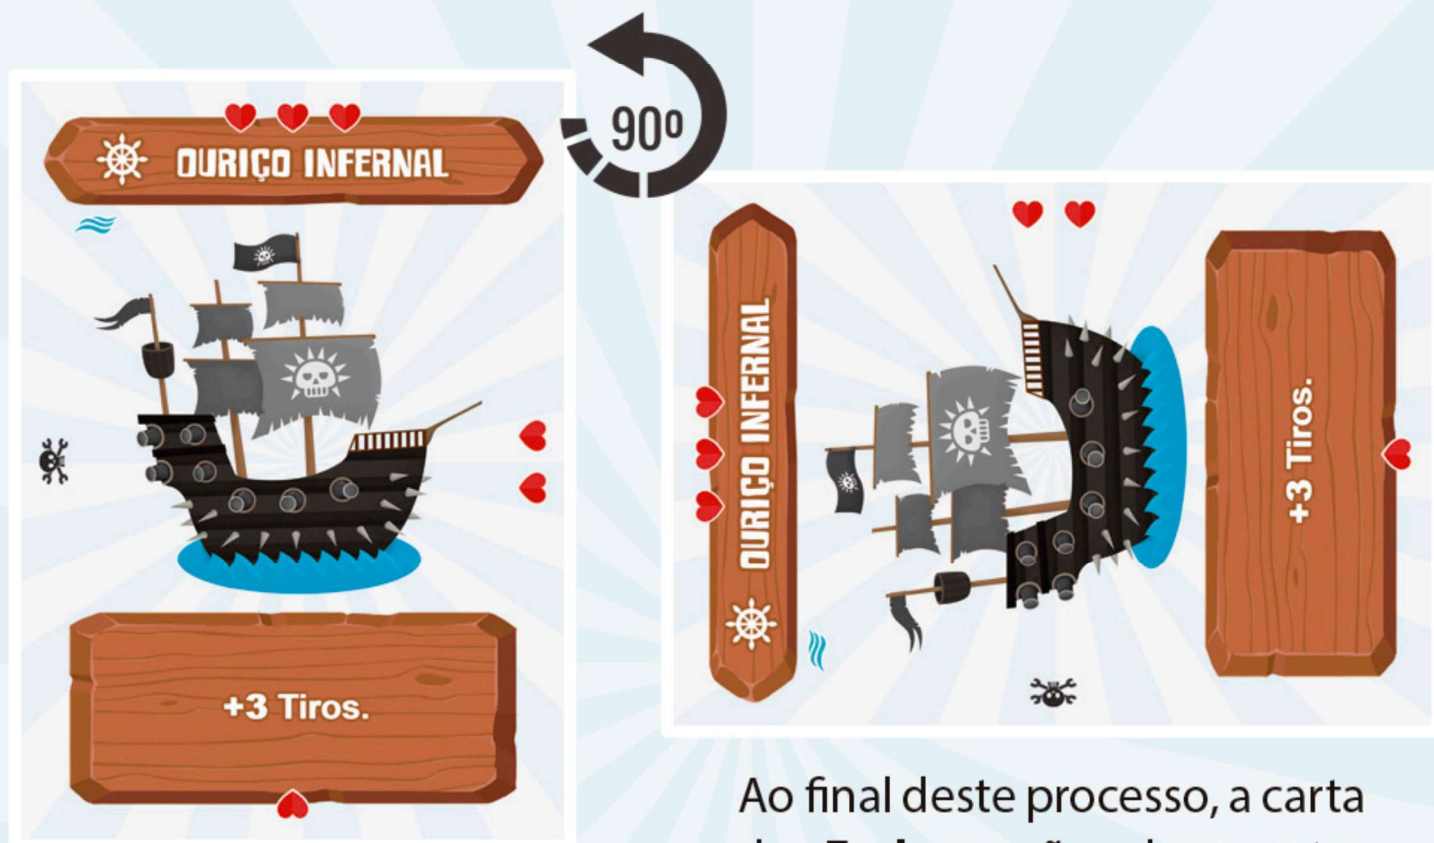 90º
OURIÇO INFERNAL
+3 Tiros.
OURIÇO INFERNAL
+3 Tiros.
Ao final deste processo, a carta